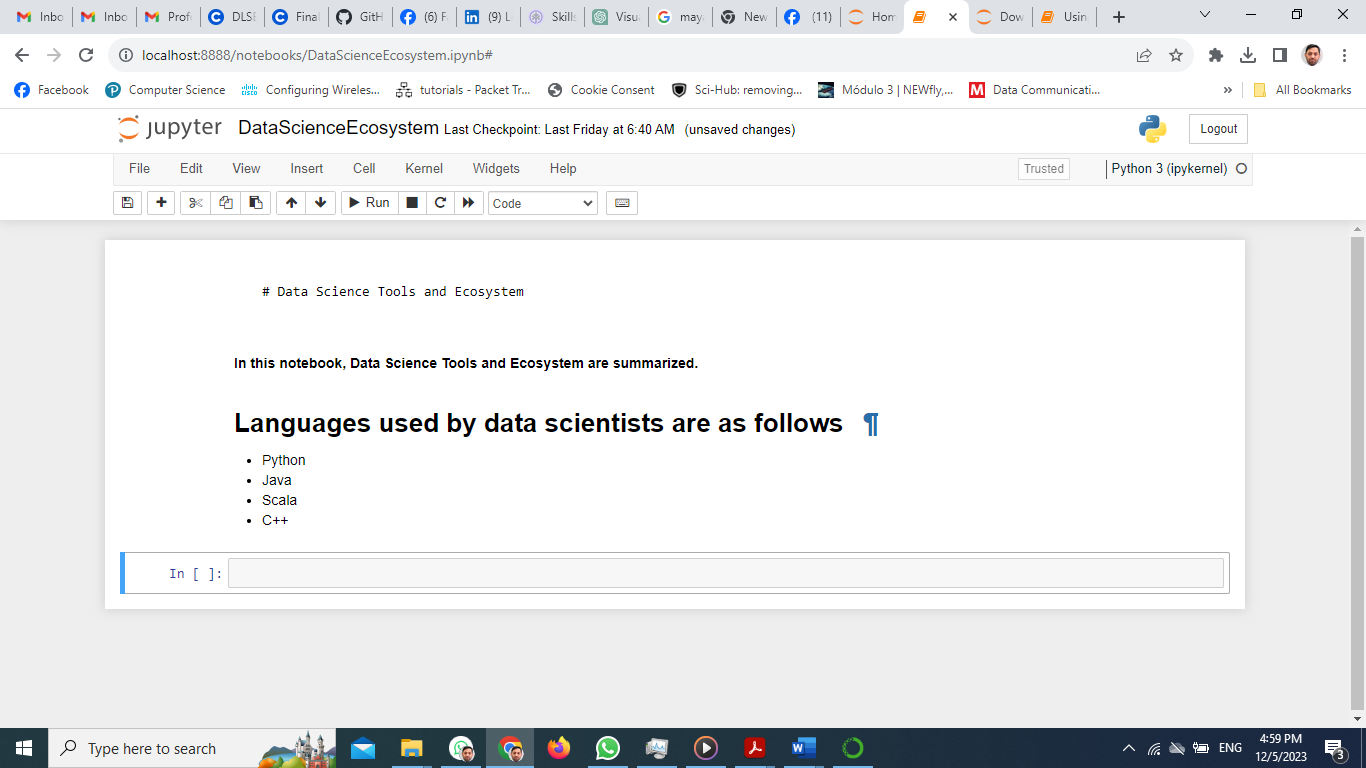 Inbo
Inbo
Prof
DLSE
Final
GitH
(6) F
(9) L
Skills
Visu
may
New
(11)
Hom
Dow
Usin
localhost:8888/notebooks/DataScienceEcosystem.ipynb#
Facebook
Computer Science
Configuring Wireles...
tutorials - Packet Tr...
Cookie Consent
Sci-Hub: removing...
Módulo 3 | NEWfly,...
Data Communicati...
»
All Bookmarks
jupyter DataScienceEcosystem Last Checkpoint: Last Friday at 6:40 AM (unsaved changes)
Logout
File Edit View Insert Cell Kernel Widgets Help
Trusted
Python 3 (ipykernel)
Run
Code
# Data Science Tools and Ecosystem
In this notebook, Data Science Tools and Ecosystem are summarized.
Languages used by data scientists are as follows ¶
• Python
• Java
• Scala
• C++
In [ ]:
Type here to search
ENG
4:59 PM
12/5/2023
3